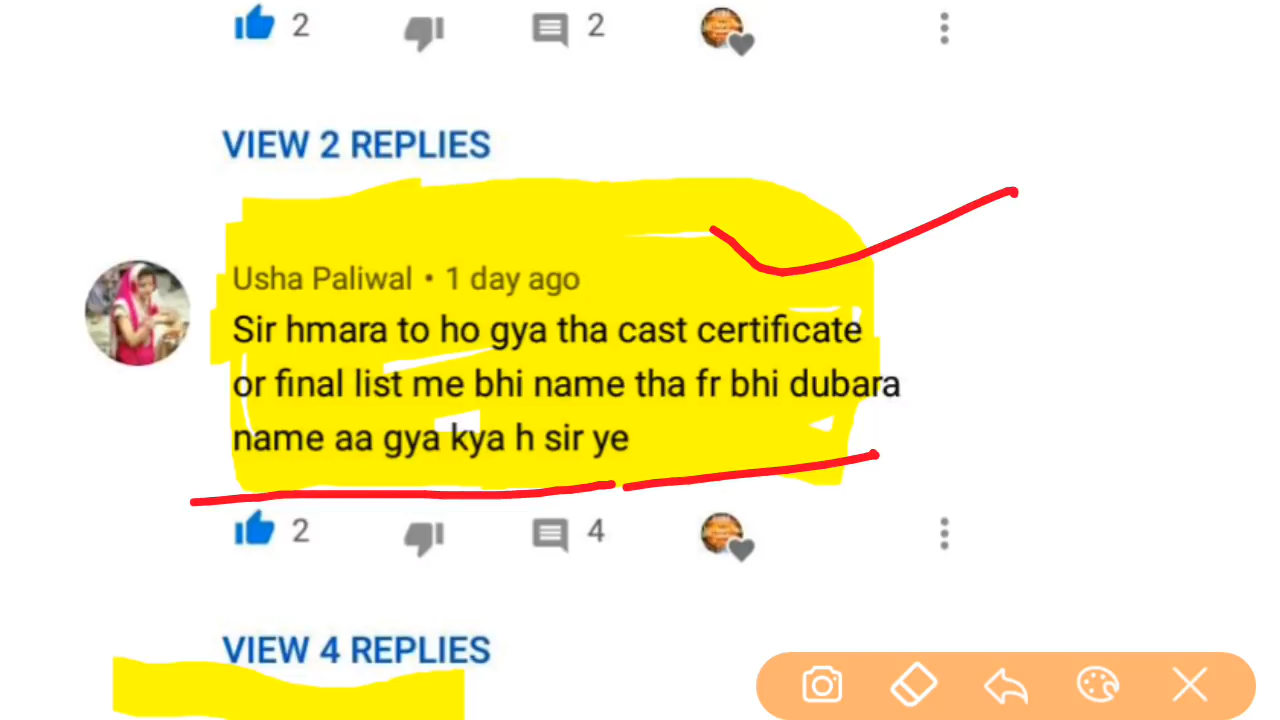 2 2
VIEW 2 REPLIES
Usha Paliwal • 1 day ago
Sir hmara to ho gya tha cast certificate
or final list me bhi name tha fr bhi dubara
name aa gya kya h sir ye
2 4
VIEW 4 REPLIES